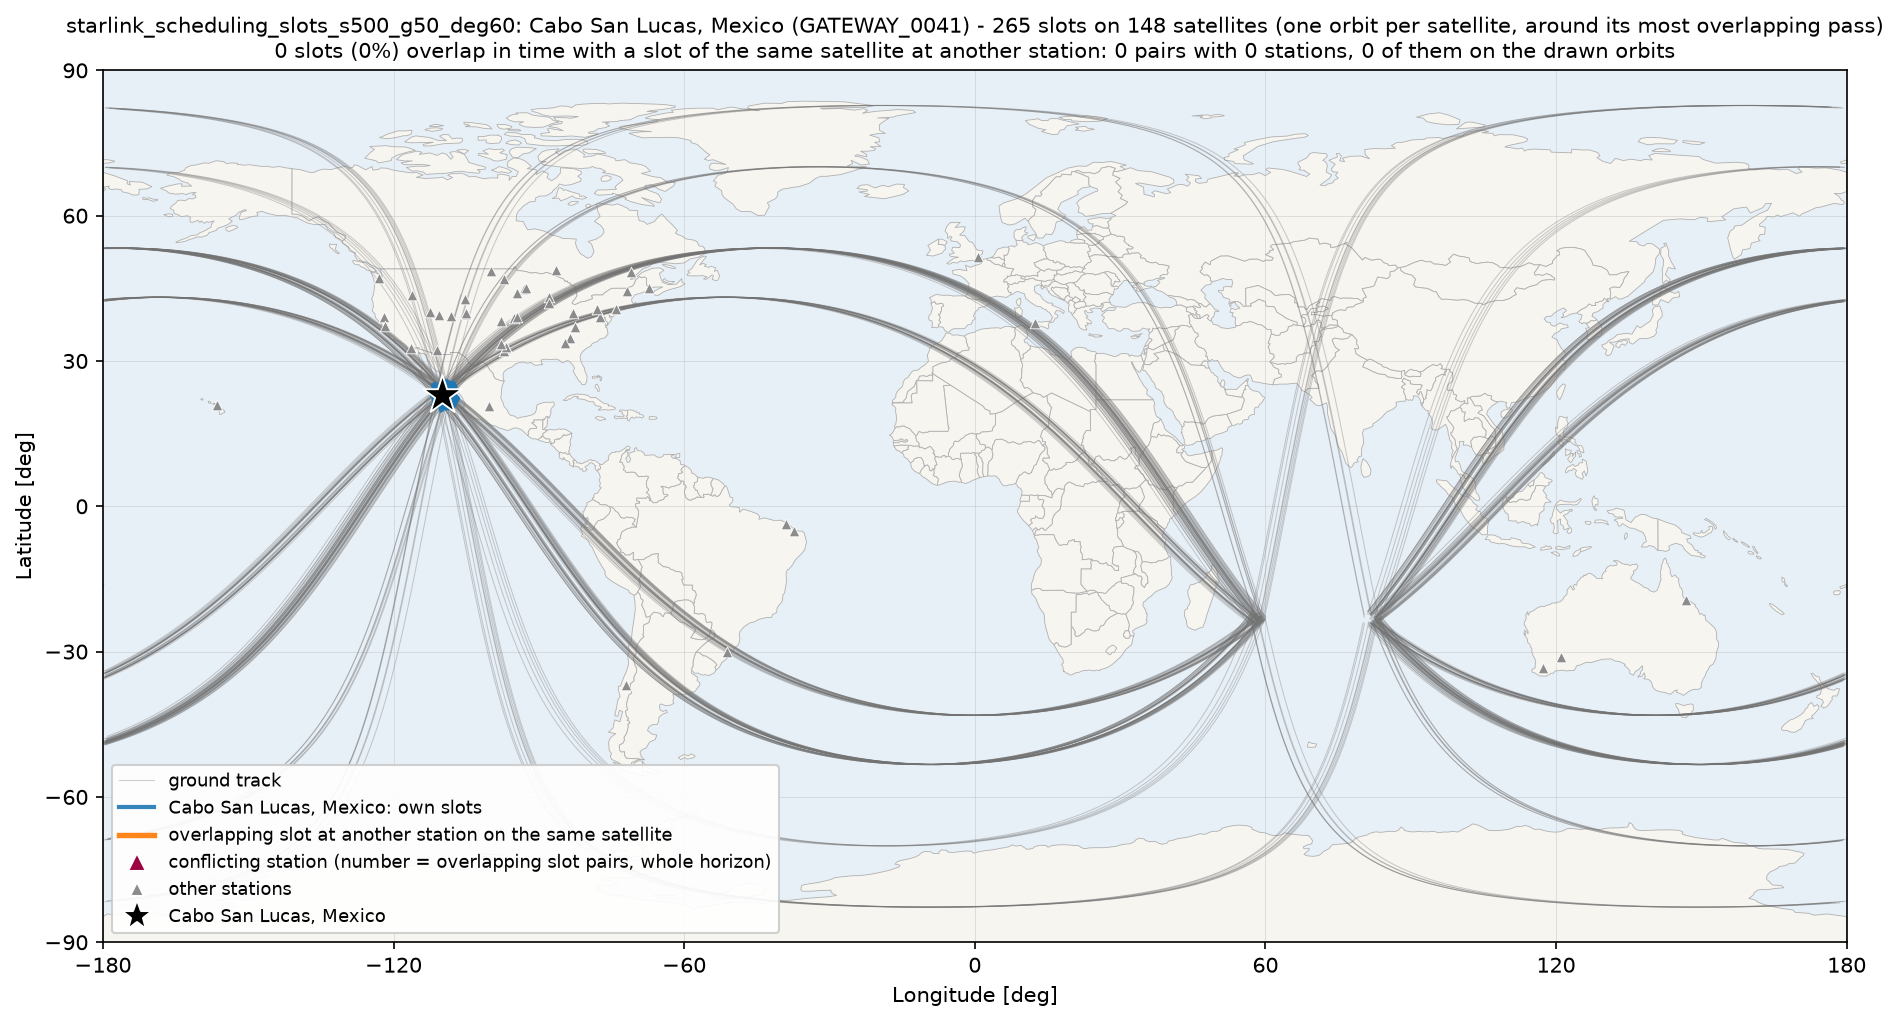 starlink_scheduling_slots_s500_g50_deg60: Cabo San Lucas, Mexico (GATEWAY_0041) - 265 slots on 148 satellites (one orbit per satellite, around its most overlapping pass)
0 slots (0%) overlap in time with a slot of the same satellite at another station: 0 pairs with 0 stations, 0 of them on the drawn orbits
90
60
30
0
−30
−60
−90
Latitude [deg]
ground track
Cabo San Lucas, Mexico: own slots
overlapping slot at another station on the same satellite
conflicting station (number = overlapping slot pairs, whole horizon)
other stations
Cabo San Lucas, Mexico
−180
−120
−60
0
60
120
180
Longitude [deg]